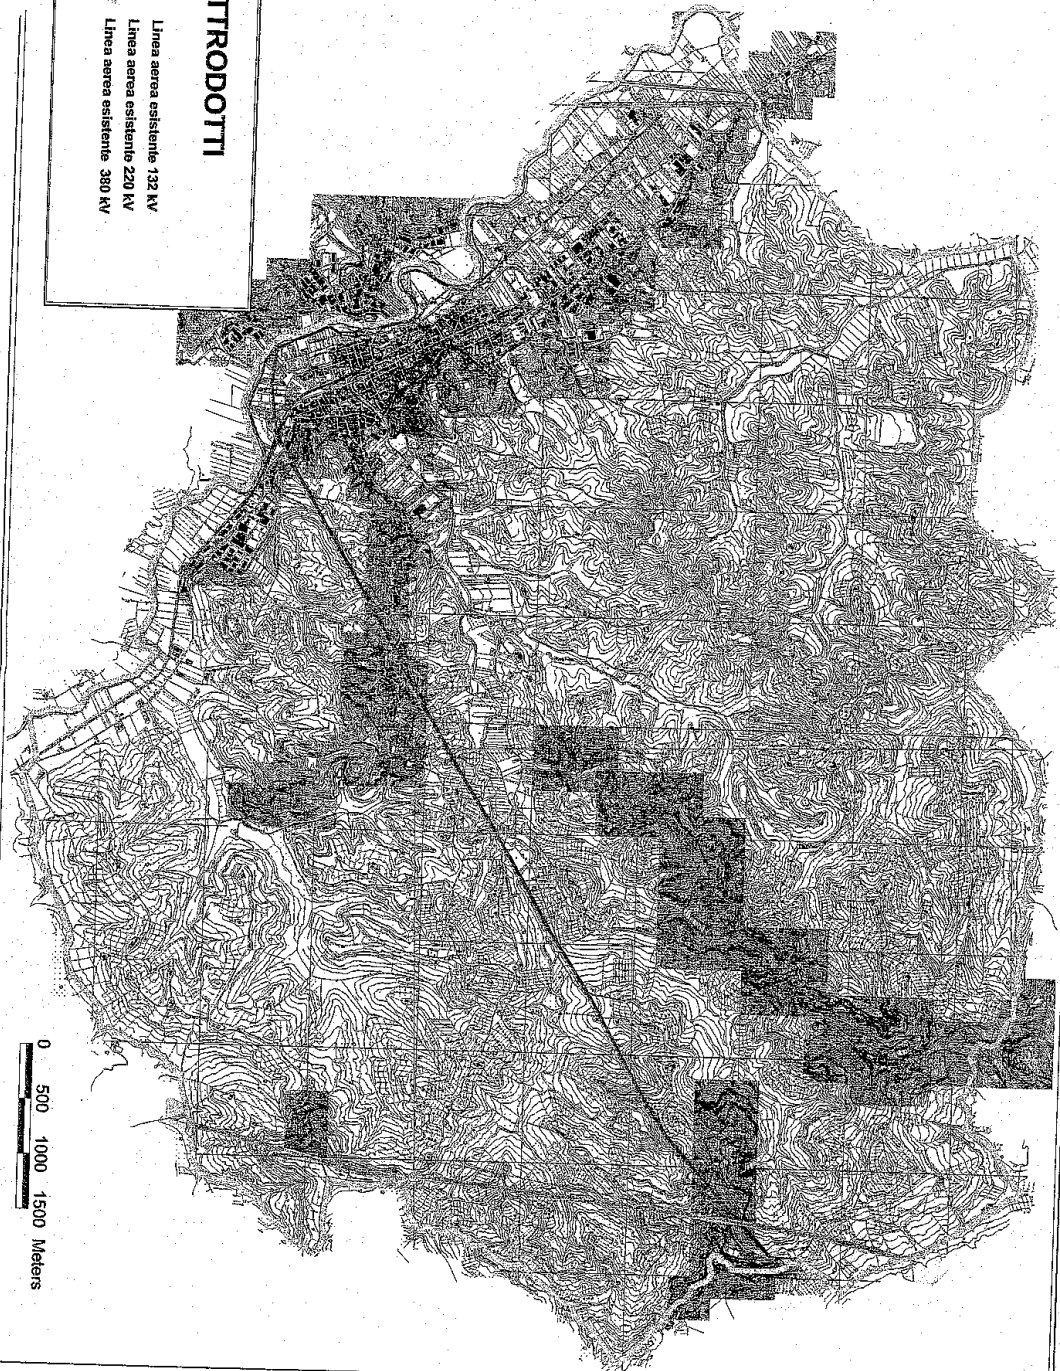 TTRODOTTI
Linea aerea esistente 132 kV
Linea aerea esistente 220 kV
Linea aerea esistente 380 kV
0 500 1000 1500 Meters